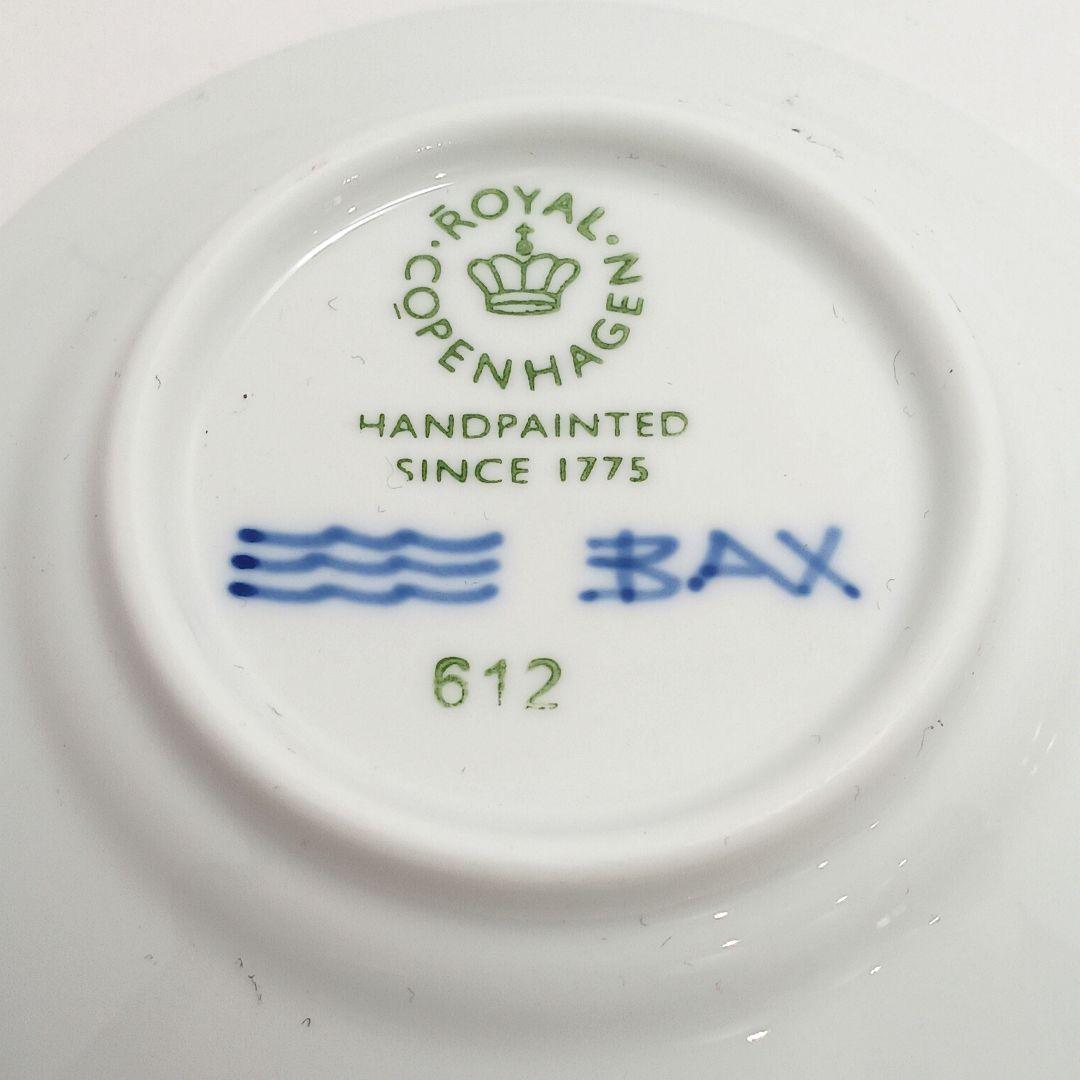 ROYAL · COPENHAGEN ·
HANDPAINTED
SINCE 1775
BAX
612